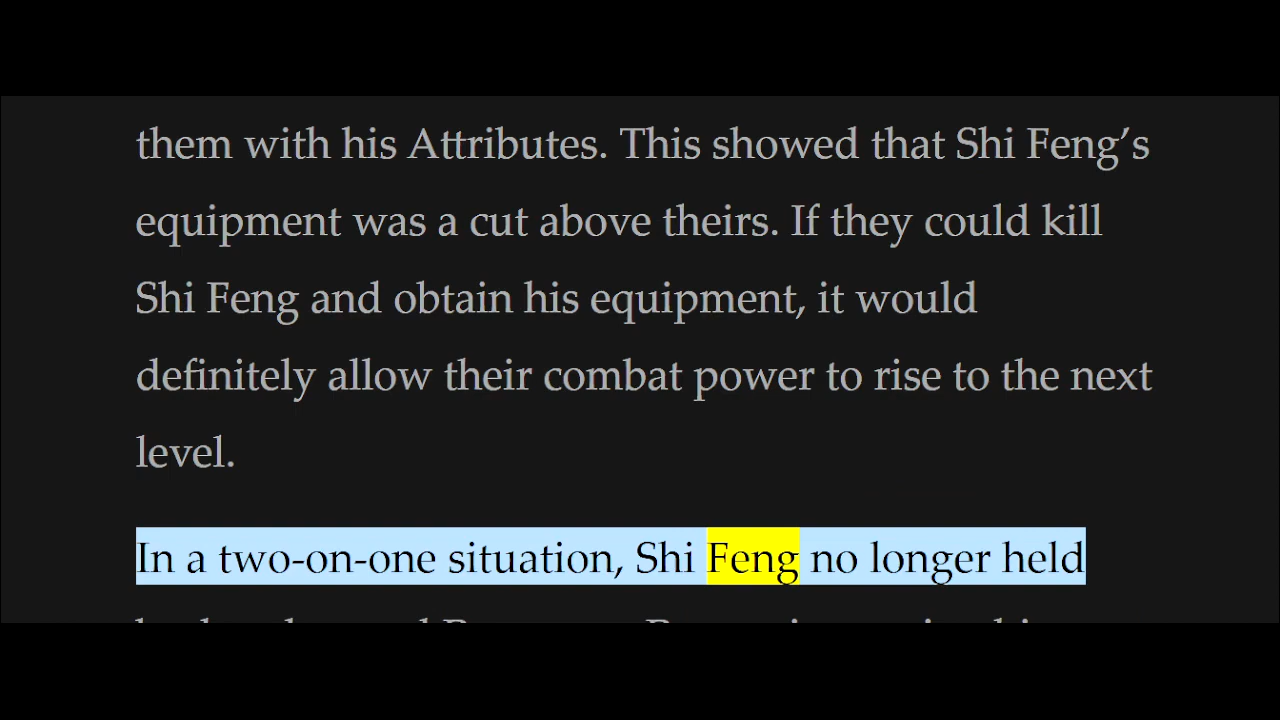 them with his Attributes. This showed that Shi Feng’s
equipment was a cut above theirs. If they could kill
Shi Feng and obtain his equipment, it would
definitely allow their combat power to rise to the next
level.
In a two-on-one situation, Shi Feng no longer held